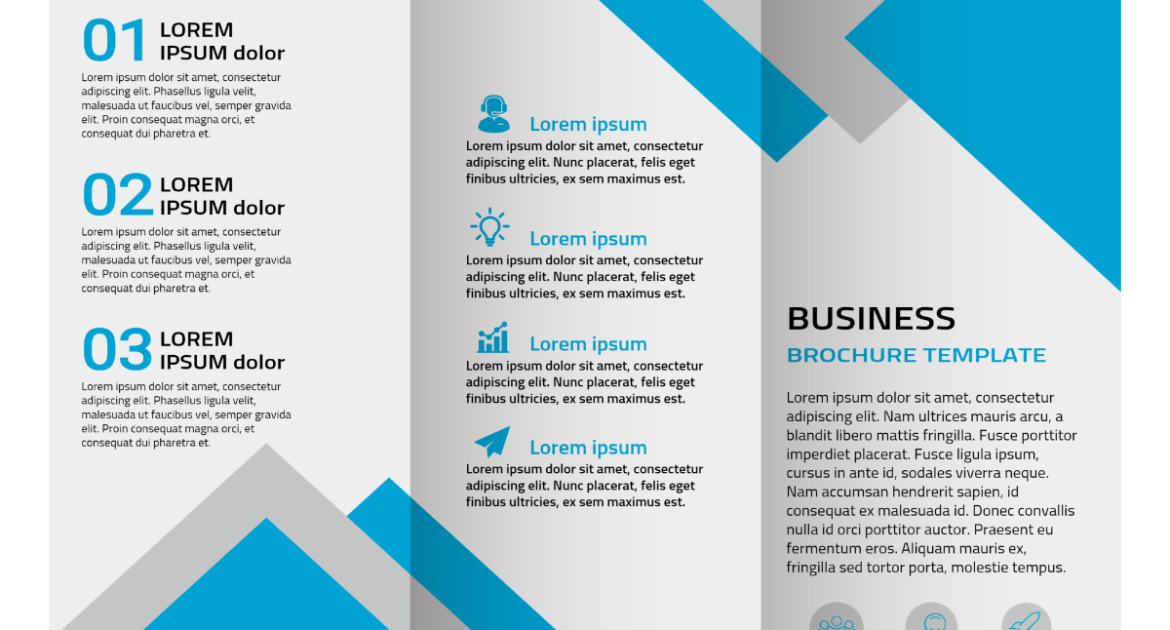 01 LOREM
IPSUM dolor
Lorem ipsum dolor sit amet, consectetur
adipiscing elit. Phasellus ligula velit,
malesuada ut faucibus vel, semper gravida
elit. Proin consequat magna orci, et
consequat dui pharetra et.
02 LOREM
IPSUM dolor
Lorem ipsum dolor sit amet, consectetur
adipiscing elit. Phasellus ligula velit,
malesuada ut faucibus vel, semper gravida
elit. Proin consequat magna orci, et
consequat dui pharetra et.
03 LOREM
IPSUM dolor
Lorem ipsum dolor sit amet, consectetur
adipiscing elit. Phasellus ligula velit,
malesuada ut faucibus vel, semper gravida
elit. Proin consequat magna orci, et
consequat dui pharetra et.
Lorem ipsum
Lorem ipsum dolor sit amet, consectetur
adipiscing elit. Nunc placerat, felis eget
finibus ultricies, ex sem maximus est.
Lorem ipsum
Lorem ipsum dolor sit amet, consectetur
adipiscing elit. Nunc placerat, felis eget
finibus ultricies, ex sem maximus est.
Lorem ipsum
Lorem ipsum dolor sit amet, consectetur
adipiscing elit. Nunc placerat, felis eget
finibus ultricies, ex sem maximus est.
Lorem ipsum
Lorem ipsum dolor sit amet, consectetur
adipiscing elit. Nunc placerat, felis eget
finibus ultricies, ex sem maximus est.
BUSINESS
BROCHURE TEMPLATE
Lorem ipsum dolor sit amet, consectetur
adipiscing elit. Nam ultrices mauris arcu, a
blandit libero mattis fringilla. Fusce porttitor
imperdiet placerat. Fusce ligula ipsum,
cursus in ante id, sodales viverra neque.
Nam accumsan hendrerit sapien, id
consequat ex malesuada id. Donec convallis
nulla id orci porttitor auctor. Praesent eu
fermentum eros. Aliquam mauris ex,
fringilla sed tortor porta, molestie tempus.